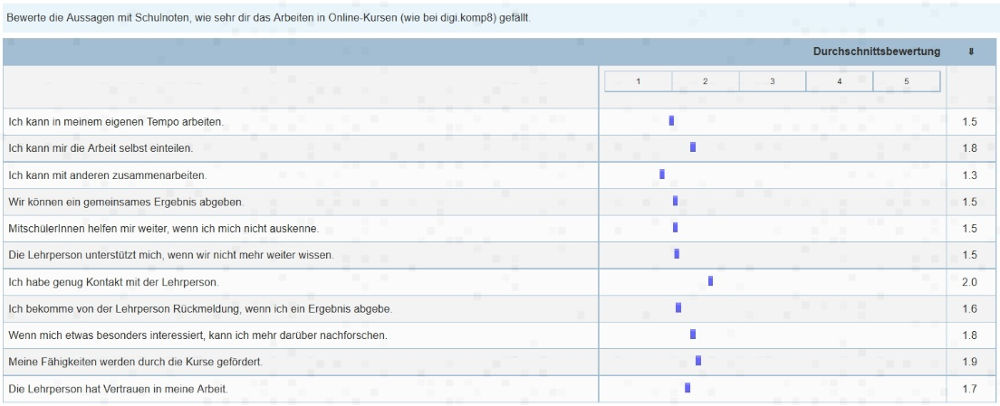 Bewerte die Aussagen mit Schulnoten, wie sehr dir das Arbeiten in Online-Kursen (wie bei digi.komp8) gefällt.
Durchschnittsbewertung ⇓
1 2 3 4 5
Ich kann in meinem eigenen Tempo arbeiten. 1.5
Ich kann mir die Arbeit selbst einteilen. 1.8
Ich kann mit anderen zusammenarbeiten. 1.3
Wir können ein gemeinsames Ergebnis abgeben. 1.5
MitschülerInnen helfen mir weiter, wenn ich mich nicht auskenne. 1.5
Die Lehrperson unterstützt mich, wenn wir nicht mehr weiter wissen. 1.5
Ich habe genug Kontakt mit der Lehrperson. 2.0
Ich bekomme von der Lehrperson Rückmeldung, wenn ich ein Ergebnis abgebe. 1.6
Wenn mich etwas besonders interessiert, kann ich mehr darüber nachforschen. 1.8
Meine Fähigkeiten werden durch die Kurse gefördert. 1.9
Die Lehrperson hat Vertrauen in meine Arbeit. 1.7